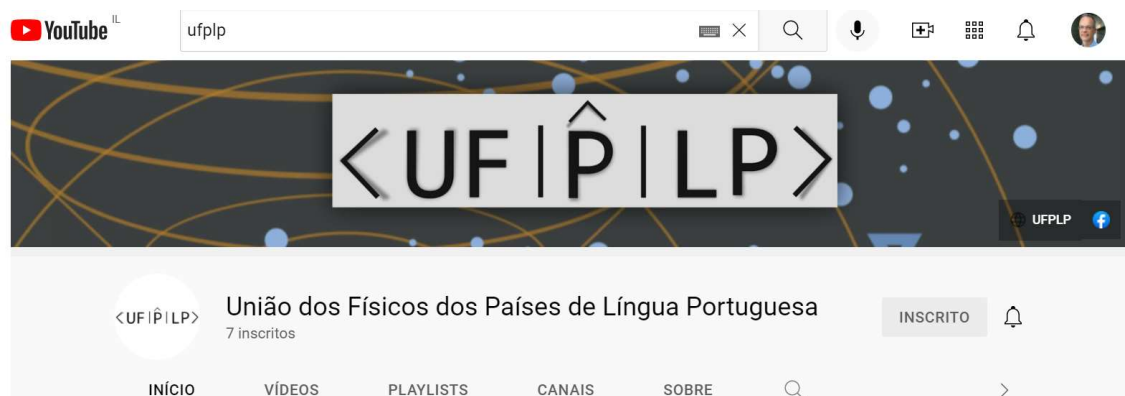 YouTube IL
ufplp
<UF|P̂|LP>
UFPLP
<UF|P̂|LP>
União dos Físicos dos Países de Língua Portuguesa
INSCRITO
7 inscritos
INÍCIO VÍDEOS PLAYLISTS CANAIS SOBRE